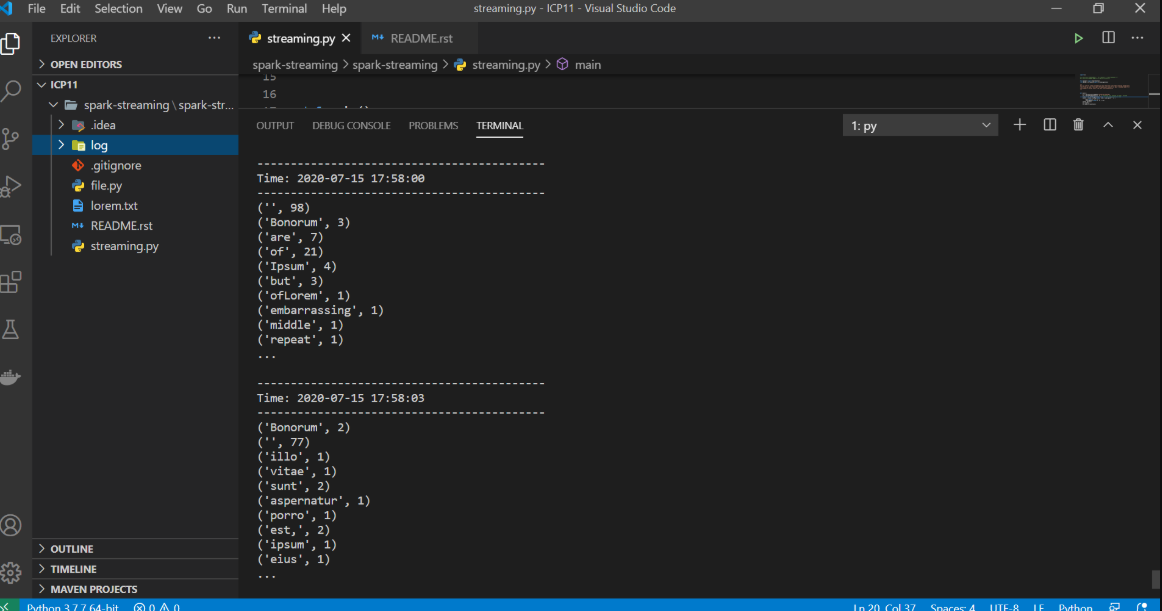 File Edit Selection View Go Run Terminal Help streaming.py - ICP11 - Visual Studio Code
EXPLORER ···
streaming.py README.rst
OPEN EDITORS
spark-streaming > spark-streaming > streaming.py > main
ICP11
15
16
spark-streaming \ spark-str...
.idea
log
.gitignore
file.py
lorem.txt
README.rst
streaming.py
OUTLINE
TIMELINE
MAVEN PROJECTS
OUTPUT DEBUG CONSOLE PROBLEMS TERMINAL 1: py
-------------------------------------------
Time: 2020-07-15 17:58:00
-------------------------------------------
('', 98)
('Bonorum', 3)
('are', 7)
('of', 21)
('Ipsum', 4)
('but', 3)
('ofLorem', 1)
('embarrassing', 1)
('middle', 1)
('repeat', 1)
...
-------------------------------------------
Time: 2020-07-15 17:58:03
-------------------------------------------
('Bonorum', 2)
('', 77)
('illo', 1)
('vitae', 1)
('sunt', 2)
('aspernatur', 1)
('porro', 1)
('est,', 2)
('ipsum', 1)
('eius', 1)
...
Python 3.7.7 64-bit 0 0 Ln 20, Col 37 Spaces: 4 UTF-8 LF Python